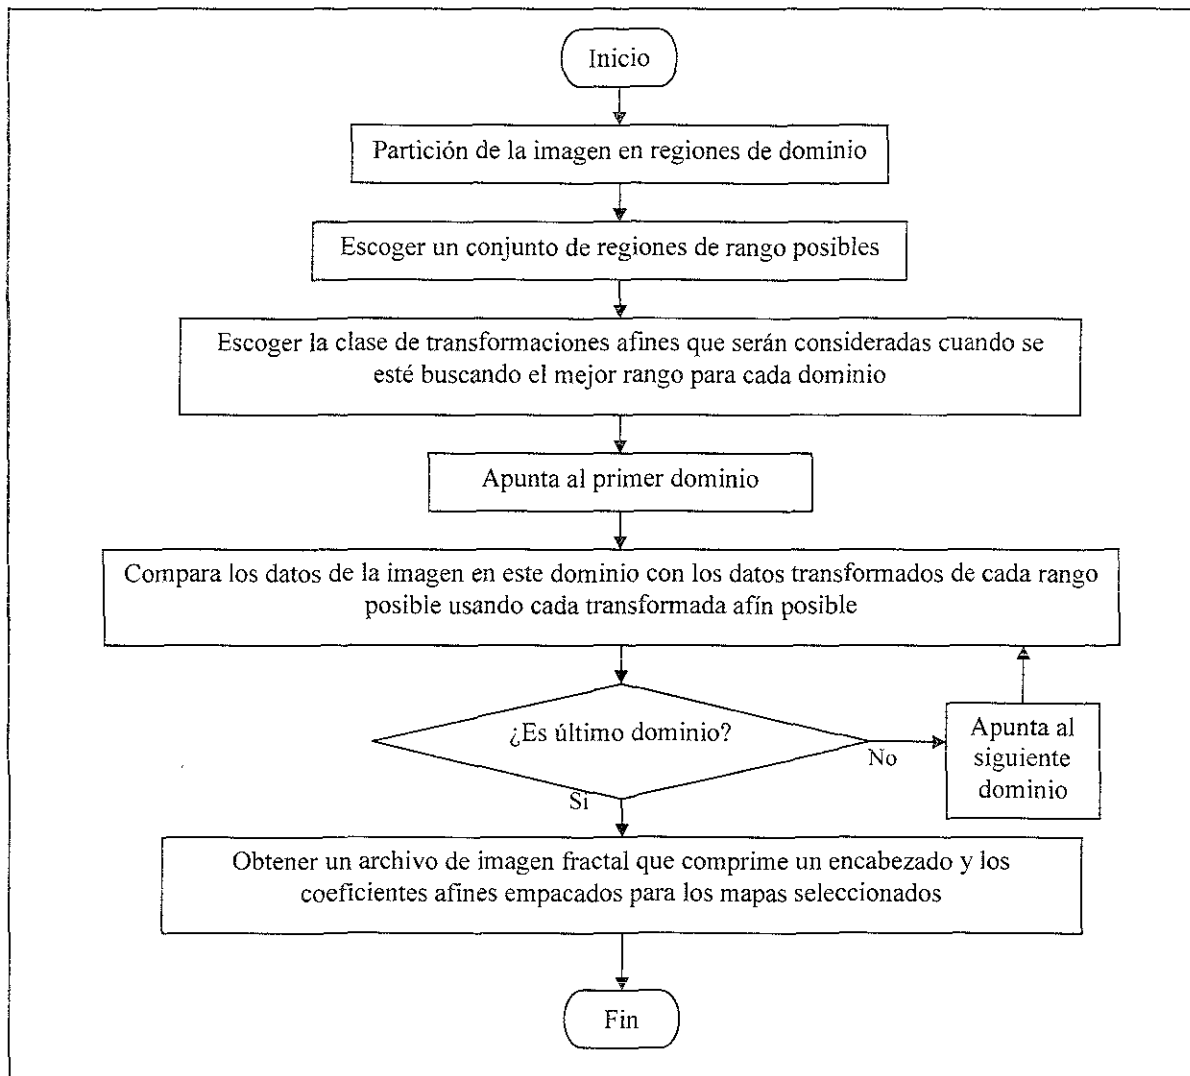 Inicio
Partición de la imagen en regiones de dominio
Escoger un conjunto de regiones de rango posibles
Escoger la clase de transformaciones afines que serán consideradas cuando se
esté buscando el mejor rango para cada dominio
Apunta al primer dominio
Compara los datos de la imagen en este dominio con los datos transformados de cada rango
posible usando cada transformada afín posible
¿Es último dominio?
No
Apunta al
siguiente
dominio
Si
Obtener un archivo de imagen fractal que comprime un encabezado y los
coeficientes afines empacados para los mapas seleccionados
Fin